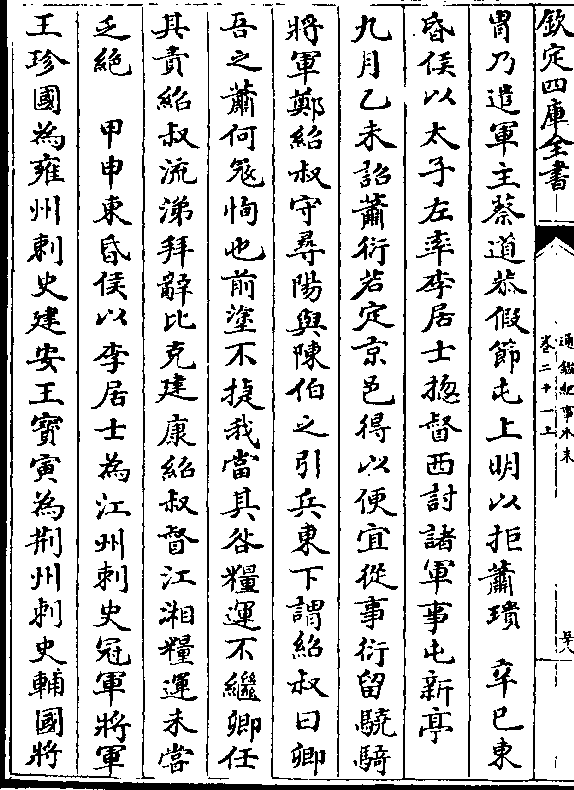 欽定四庫全書
通鑑紀事本末
卷二十一上
胄乃遣軍主蔡道恭假節屯上明以拒蕭璝　辛巳東
昏侯以太子左率李居士揔督西討諸軍事屯新亭
九月乙未詔蕭衍若定京邑得以便宜從事衍留驍騎
將軍鄭紹叔守尋陽與陳伯之引兵東下謂紹叔曰卿
吾之蕭何寇恂也前塗不捷我當其咎糧運不繼卿任
其責紹叔流涕拜辭比克建康紹叔督江湘糧運未當
乏絕　甲申東昏侯以李居士為江州刺史冠軍將軍
王珍國為雍州刺史建安王寶寅為荆州刺史輔國將